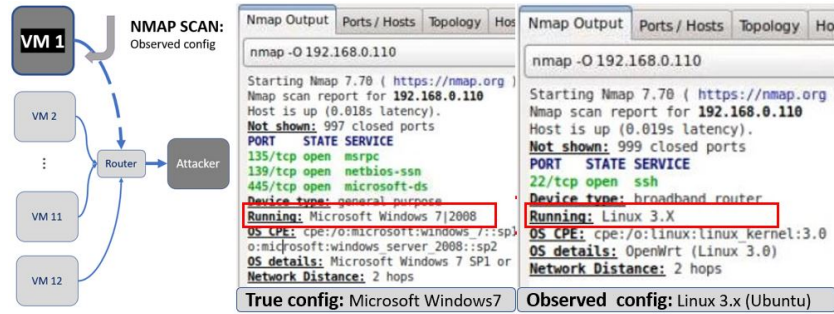 VM 1
NMAP SCAN:
Observed config
VM 2
⋮
VM 11
VM 12
Router
Attacker
Nmap Output Ports / Hosts Topology Hos
nmap -O 192.168.0.110
Starting Nmap 7.70 ( https://nmap.org )
Nmap scan report for 192.168.0.110
Host is up (0.018s latency).
Not shown: 997 closed ports
PORT STATE SERVICE
135/tcp open msrpc
139/tcp open netbios-ssn
445/tcp open microsoft-ds
Device type: general purpose
Running: Microsoft Windows 7|2008
OS CPE: cpe:/o:microsoft:windows_7::sp1
o:microsoft:windows_server_2008::sp2
OS details: Microsoft Windows 7 SP1 or
Network Distance: 2 hops
True config: Microsoft Windows7
Nmap Output Ports / Hosts Topology Ho
nmap -O 192.168.0.110
Starting Nmap 7.70 ( https://nmap.org
Nmap scan report for 192.168.0.110
Host is up (0.019s latency).
Not shown: 999 closed ports
PORT STATE SERVICE
22/tcp open ssh
Device type: broadband router
Running: Linux 3.X
OS CPE: cpe:/o:linux:linux_kernel:3.0
OS details: OpenWrt (Linux 3.0)
Network Distance: 2 hops
Observed config: Linux 3.x (Ubuntu)